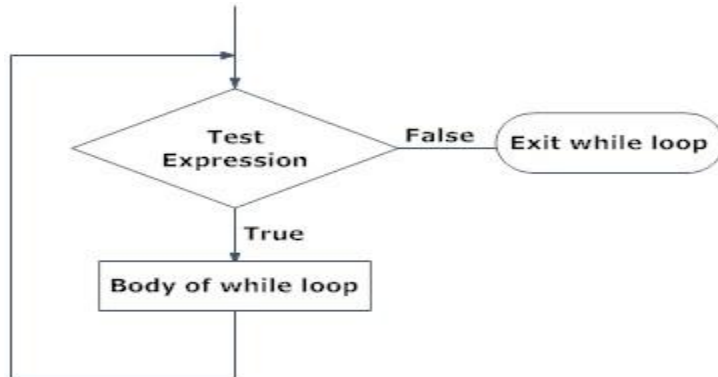 Test
Expression
False
Exit while loop
True
Body of while loop